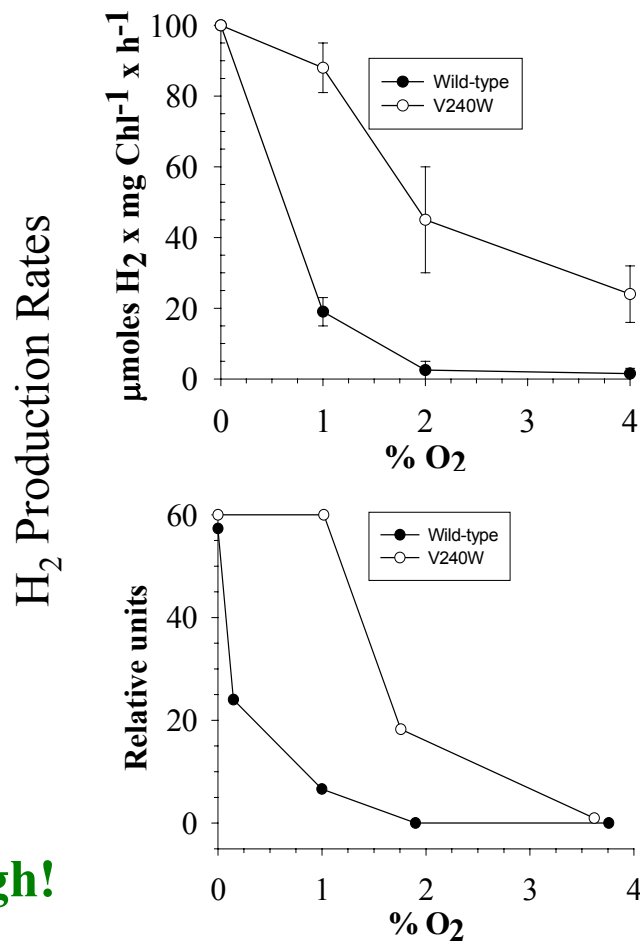 H₂ Production Rates
μmoles H₂ x mg Chl⁻¹ x h⁻¹
100
80
60
40
20
0
Wild-type
V240W
0 1 2 3 4
% O₂
Relative units
60
40
20
0
Wild-type
V240W
0 1 2 3 4
% O₂
gh!